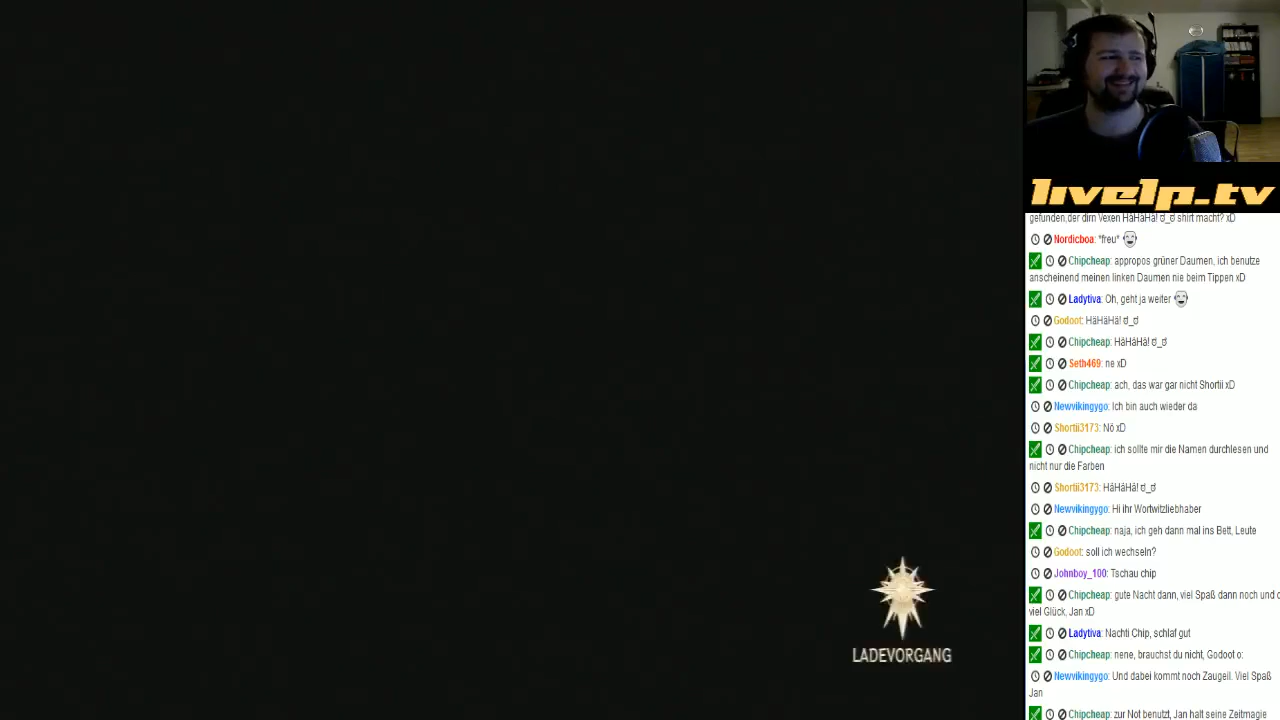 livelp.tv
gefunden,der dirn Vexen HäHäHä! ಠ_ಠ shirt macht? xD
Nordicboa: *freu*
Chipcheap: appropos grüner Daumen, ich benutze
anscheinend meinen linken Daumen nie beim Tippen xD
Ladytiva: Oh, geht ja weiter
Godoot: HäHäHä! ಠ_ಠ
Chipcheap: HäHäHä! ಠ_ಠ
Seth469: ne xD
Chipcheap: ach, das war gar nicht Shortii xD
Newvikingygo: Ich bin auch wieder da
Shortii3173: Nö xD
Chipcheap: ich sollte mir die Namen durchlesen und
nicht nur die Farben
Shortii3173: HäHäHä! ಠ_ಠ
Newvikingygo: Hi ihr Wortwitzliebhaber
Chipcheap: naja, ich geh dann mal ins Bett, Leute
Godoot: soll ich wechseln?
Johnboy_100: Tschau chip
Chipcheap: gute Nacht dann, viel Spaß dann noch und
viel Glück, Jan xD
Ladytiva: Nachti Chip, schlaf gut
Chipcheap: nene, brauchst du nicht, Godoot o:
Newvikingygo: Und dabei kommt noch Zaugeil. Viel Spaß
Jan
Chipcheap: zur Not benutzt, Jan halt seine Zeitmagie
LADEVORGANG